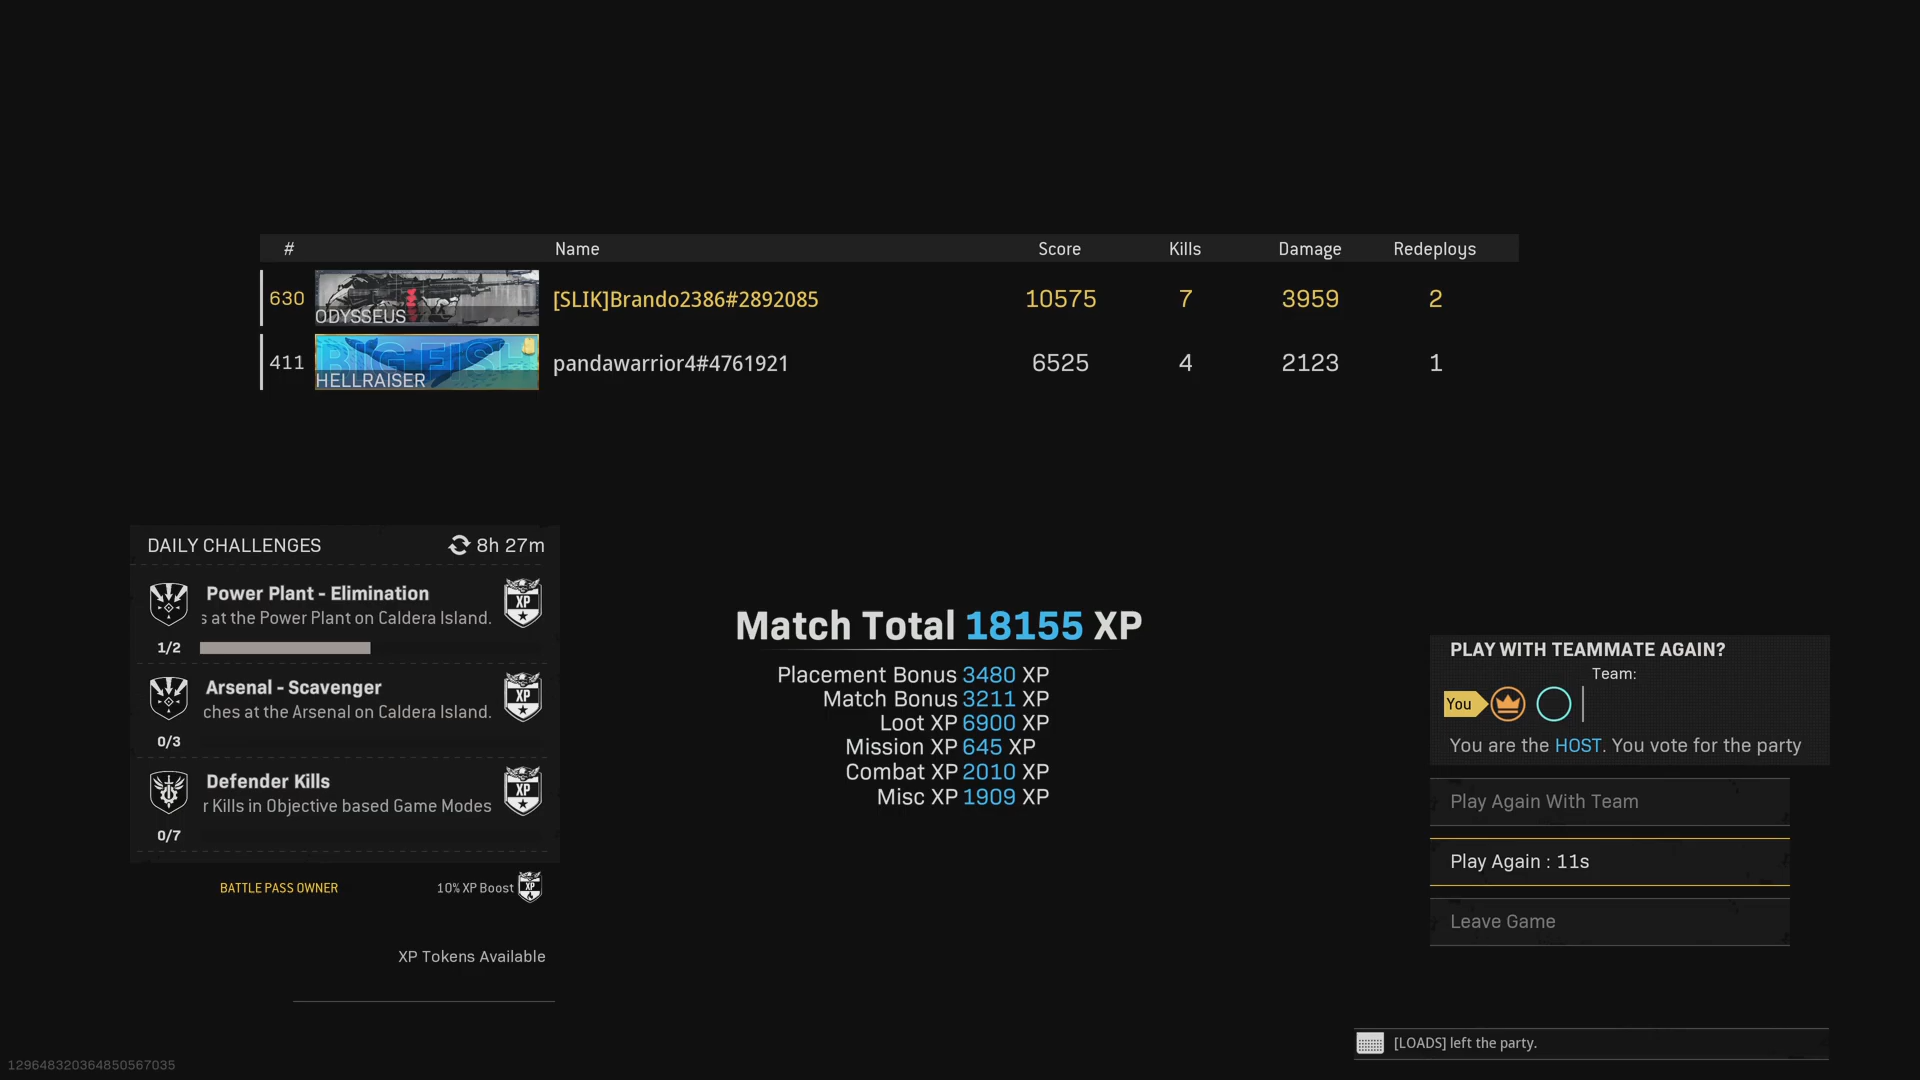 # Name Score Kills Damage Redeploys
630 ODYSSEUS [SLIK]Brando2386#2892085 10575 7 3959 2
BIG FISH
411 HELLRAISER pandawarrior4#4761921 6525 4 2123 1
DAILY CHALLENGES 8h 27m
Power Plant - Elimination XP
s at the Power Plant on Caldera Island.
1/2
Arsenal - Scavenger XP
ches at the Arsenal on Caldera Island.
0/3
Defender Kills XP
r Kills in Objective based Game Modes
0/7
BATTLE PASS OWNER 10% XP Boost XP
XP Tokens Available
Match Total 18155 XP
Placement Bonus 3480 XP
Match Bonus 3211 XP
Loot XP 6900 XP
Mission XP 645 XP
Combat XP 2010 XP
Misc XP 1909 XP
PLAY WITH TEAMMATE AGAIN?
Team:
You
You are the HOST. You vote for the party
Play Again With Team
Play Again : 11s
Leave Game
[LOADS] left the party.
129648320364850567035